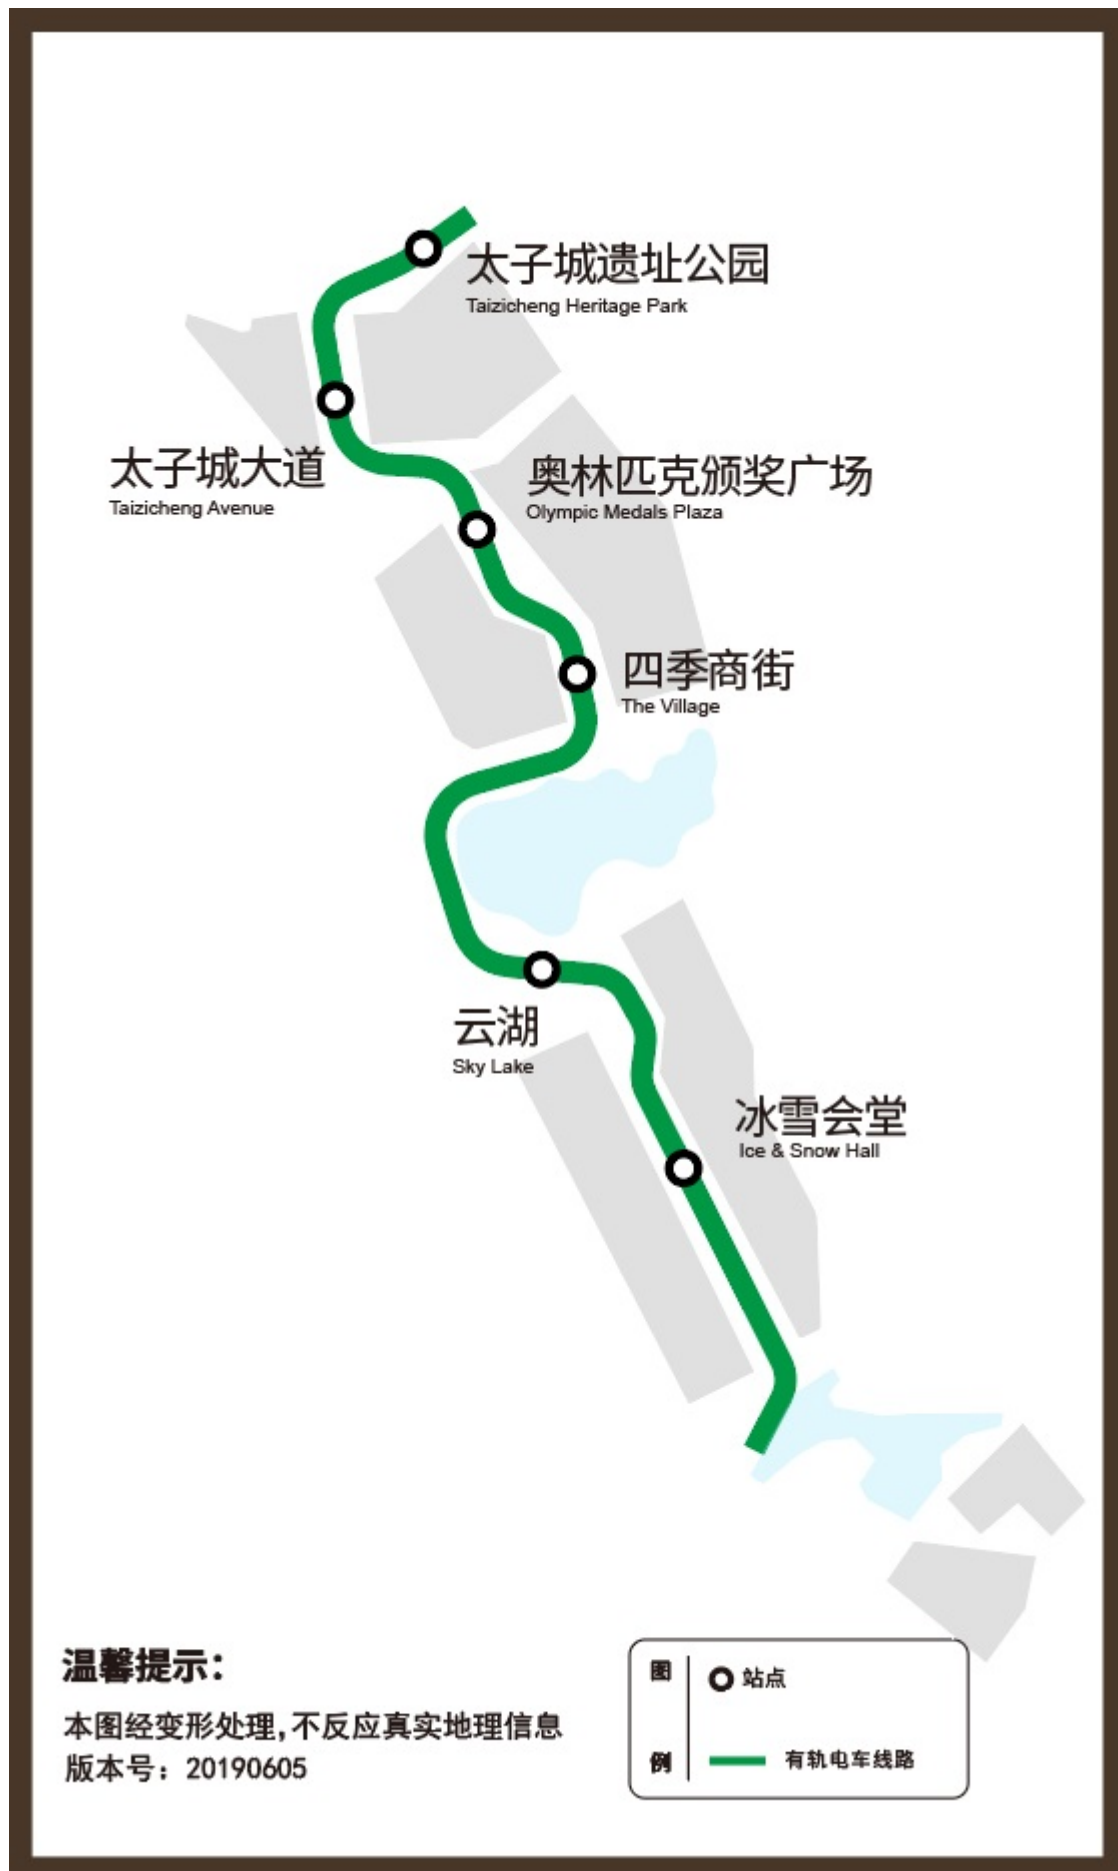 太子城遗址公园
Taizicheng Heritage Park
太子城大道
Taizicheng Avenue
奥林匹克颁奖广场
Olympic Medals Plaza
四季商街
The Village
云湖
Sky Lake
冰雪会堂
Ice & Snow Hall
温馨提示：
本图经变形处理,不反应真实地理信息
版本号：20190605
图例
站点
有轨电车线路